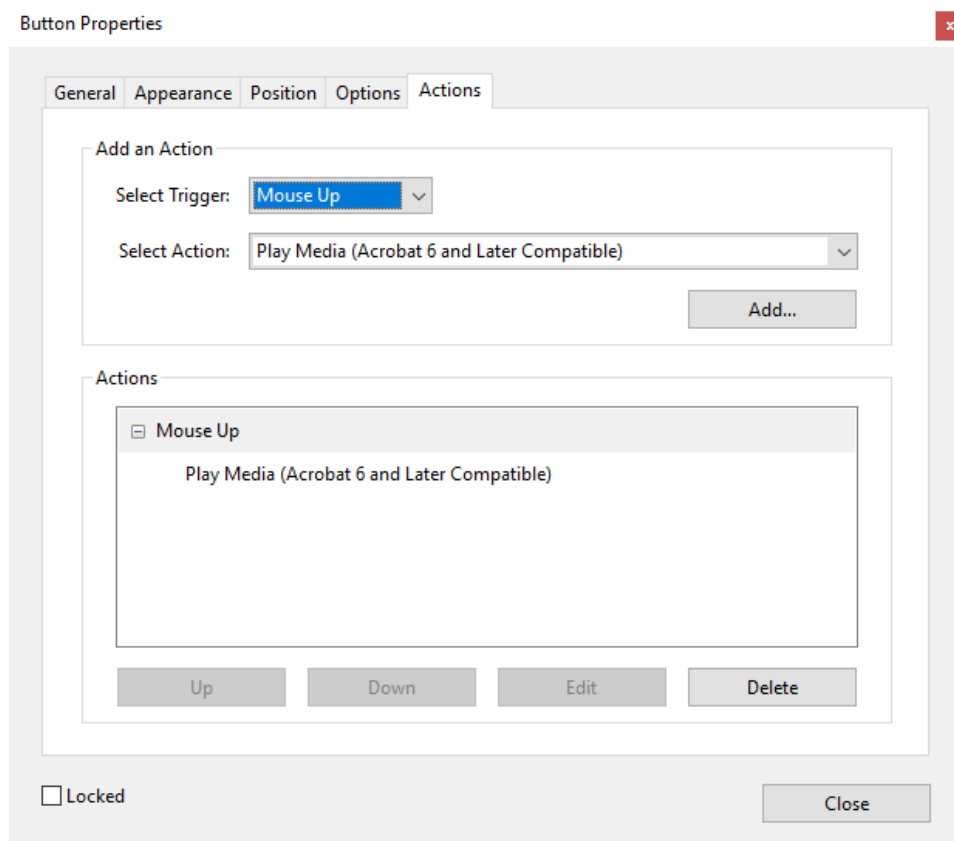 Button Properties
x
General Appearance Position Options Actions
Add an Action
Select Trigger: Mouse Up
Select Action: Play Media (Acrobat 6 and Later Compatible)
Add...
Actions
Mouse Up
Play Media (Acrobat 6 and Later Compatible)
Up Down Edit Delete
Locked
Close